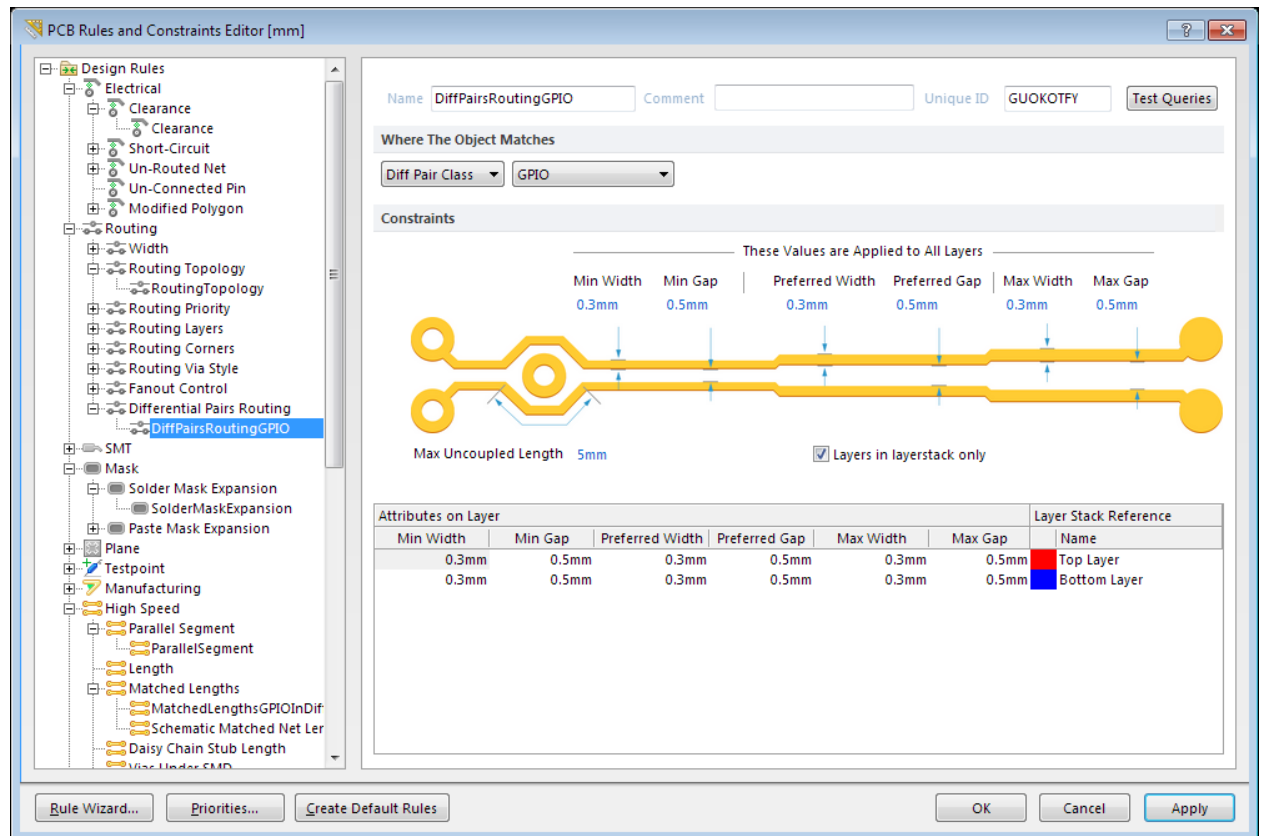 PCB Rules and Constraints Editor [mm]
Design Rules
Electrical
Clearance
Clearance
Short-Circuit
Un-Routed Net
Un-Connected Pin
Modified Polygon
Routing
Width
Routing Topology
RoutingTopology
Routing Priority
Routing Layers
Routing Corners
Routing Via Style
Fanout Control
Differential Pairs Routing
DiffPairsRoutingGPIO
SMT
Mask
Solder Mask Expansion
SolderMaskExpansion
Paste Mask Expansion
Plane
Testpoint
Manufacturing
High Speed
Parallel Segment
ParallelSegment
Length
Matched Lengths
MatchedLengthsGPIOInDif
Schematic Matched Net Ler
Daisy Chain Stub Length
Vias Under SMD
Name DiffPairsRoutingGPIO Comment Unique ID GUOKOTFY Test Queries
Where The Object Matches
Diff Pair Class GPIO
Constraints
These Values are Applied to All Layers
Min Width Min Gap Preferred Width Preferred Gap Max Width Max Gap
0.3mm 0.5mm 0.3mm 0.5mm 0.3mm 0.5mm
Max Uncoupled Length 5mm Layers in layerstack only
Attributes on Layer Layer Stack Reference
Min Width Min Gap Preferred Width Preferred Gap Max Width Max Gap Name
0.3mm 0.5mm 0.3mm 0.5mm 0.3mm 0.5mm Top Layer
0.3mm 0.5mm 0.3mm 0.5mm 0.3mm 0.5mm Bottom Layer
Rule Wizard... Priorities... Create Default Rules OK Cancel Apply